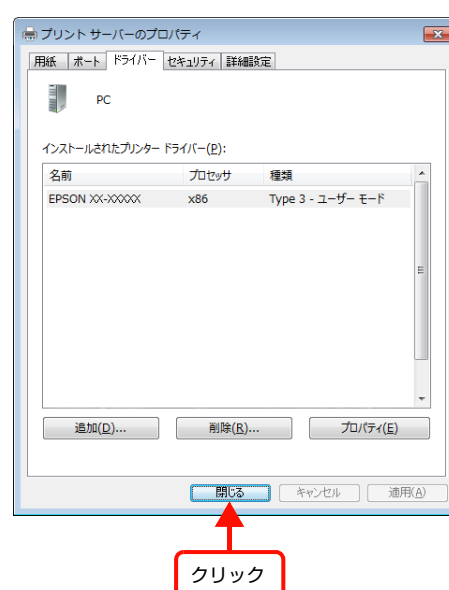 プリント サーバーのプロパティ
用紙 ポート ドライバー セキュリティ 詳細設定
PC
インストールされたプリンター ドライバー(P):
名前 プロセッサ 種類
EPSON XX-XXXXX x86 Type 3 - ユーザー モード
追加(D)... 削除(R)... プロパティ(E)
閉じる キャンセル 適用(A)
クリック